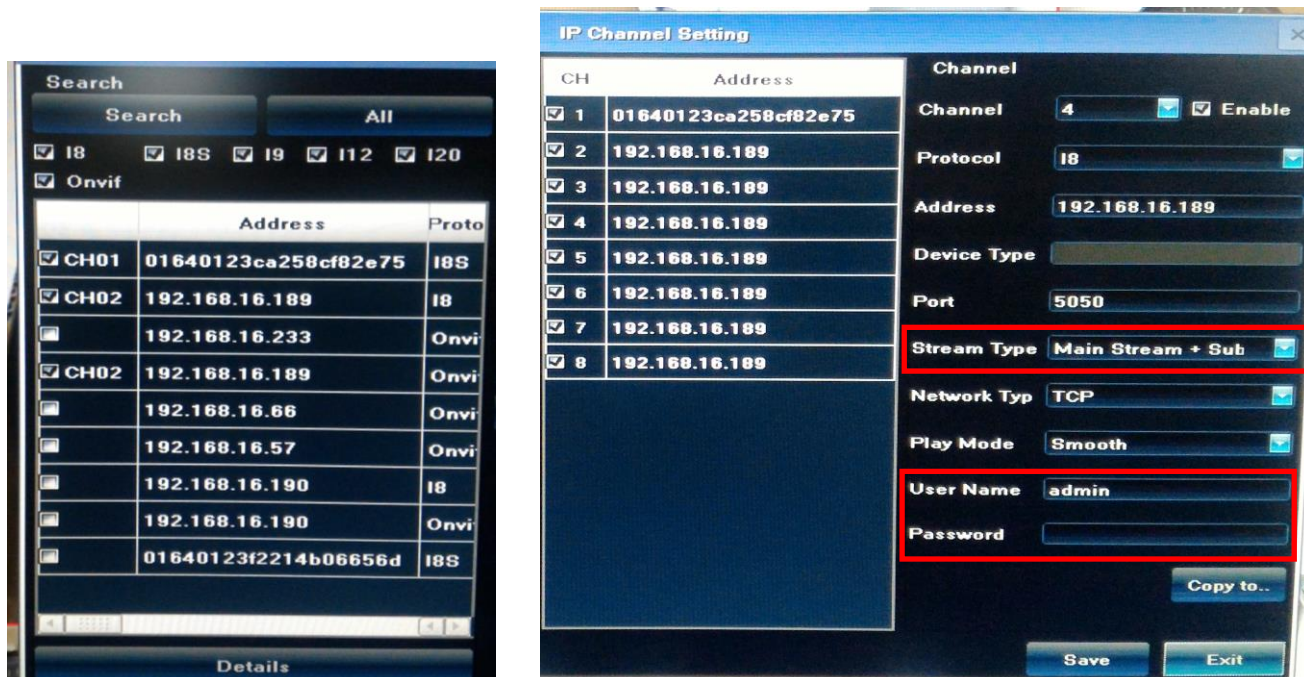 Search
Search All
I8 I8S I9 I12 I20
Onvif
Address Proto
CH01 01640123ca258cf82e75 I8S
CH02 192.168.16.189 I8
192.168.16.233 Onvi
CH02 192.168.16.189 Onvi
192.168.16.66 Onvi
192.168.16.57 Onvi
192.168.16.190 I8
192.168.16.190 Onvi
01640123f2214b06656d I8S
Details
IP Channel Setting
CH Address
1 01640123ca258cf82e75
2 192.168.16.189
3 192.168.16.189
4 192.168.16.189
5 192.168.16.189
6 192.168.16.189
7 192.168.16.189
8 192.168.16.189
Channel
Channel 4 Enable
Protocol I8
Address 192.168.16.189
Device Type
Port 5050
Stream Type Main Stream + Sub
Network Typ TCP
Play Mode Smooth
User Name admin
Password
Copy to..
Save Exit